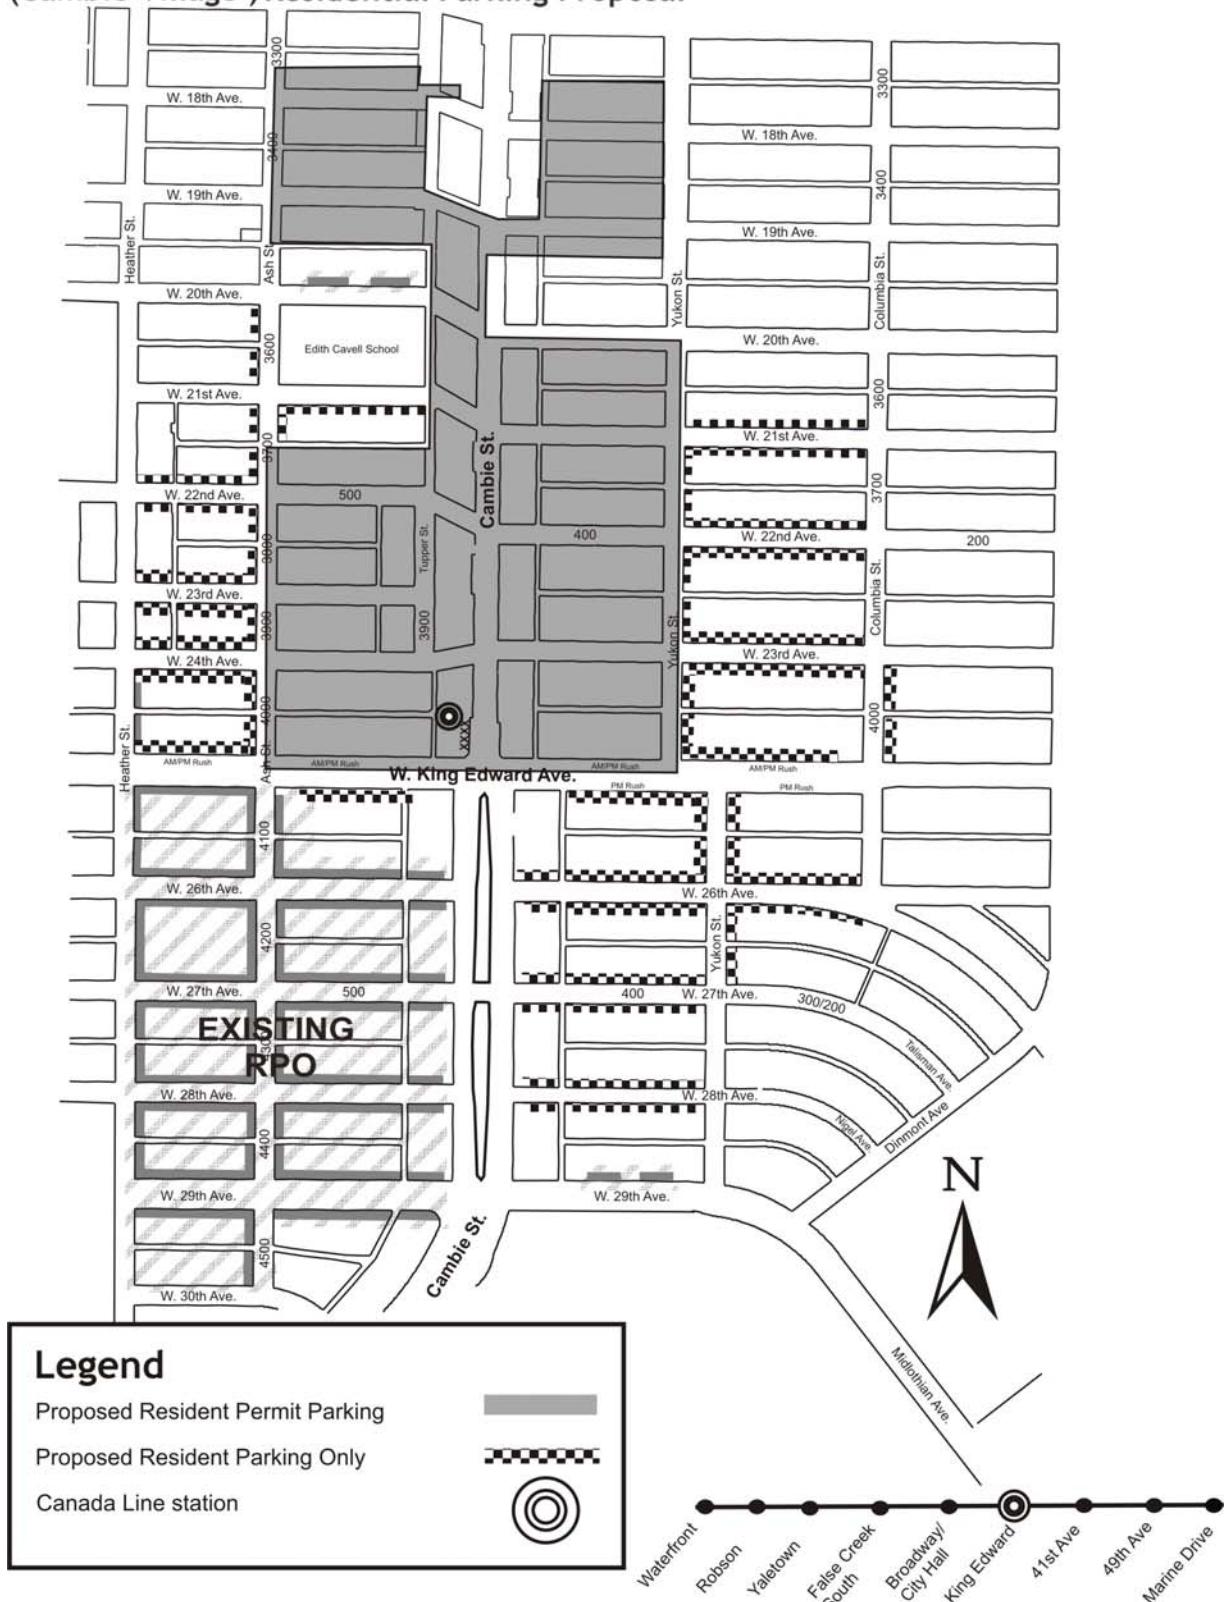 3300
W. 18th Ave.
3300
W. 18th Ave.
3400
3400
W. 19th Ave.
W. 19th Ave.
Heather St.
Ash St.
Yukon St.
Columbia St.
W. 20th Ave.
W. 20th Ave.
3600
Edith Cavell School
3600
W. 21st Ave.
W. 21st Ave.
3700
Cambie St.
3700
W. 22nd Ave.
500
400
W. 22nd Ave.
200
3800
Tupper St.
Columbia St.
W. 23rd Ave.
3900
3900
Yukon St.
W. 24th Ave.
W. 23rd Ave.
4000
4000
XXXX
Heather St.
Ash St.
AM/PM Rush
AM/PM Rush
AM/PM Rush
AM/PM Rush
W. King Edward Ave.
PM Rush
PM Rush
4100
W. 26th Ave.
W. 26th Ave.
4200
Yukon St.
W. 27th Ave.
500
400
W. 27th Ave.
300/200
EXISTING
RPO
4300
Talisman Ave.
W. 28th Ave.
W. 28th Ave.
Nigel Ave.
Dinmont Ave
4400
W. 29th Ave.
W. 29th Ave.
N
4500
Cambie St.
W. 30th Ave.
Midlothian Ave.
Legend
Proposed Resident Permit Parking
Proposed Resident Parking Only
Canada Line station
Waterfront
Robson
Yaletown
False Creek
South
Broadway/
City Hall
King Edward
41st Ave
49th Ave
Marine Drive